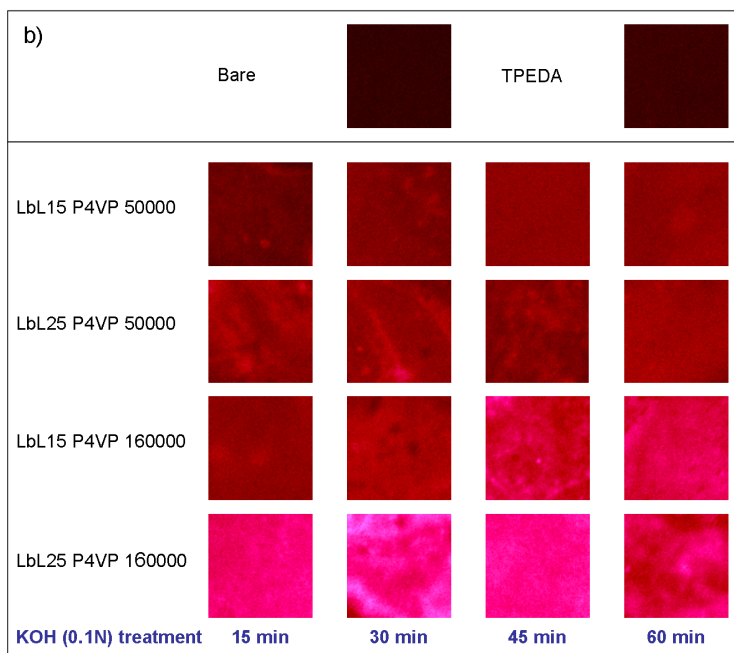 b)
Bare TPEDA
LbL15 P4VP 50000
LbL25 P4VP 50000
LbL15 P4VP 160000
LbL25 P4VP 160000
KOH (0.1N) treatment 15 min 30 min 45 min 60 min